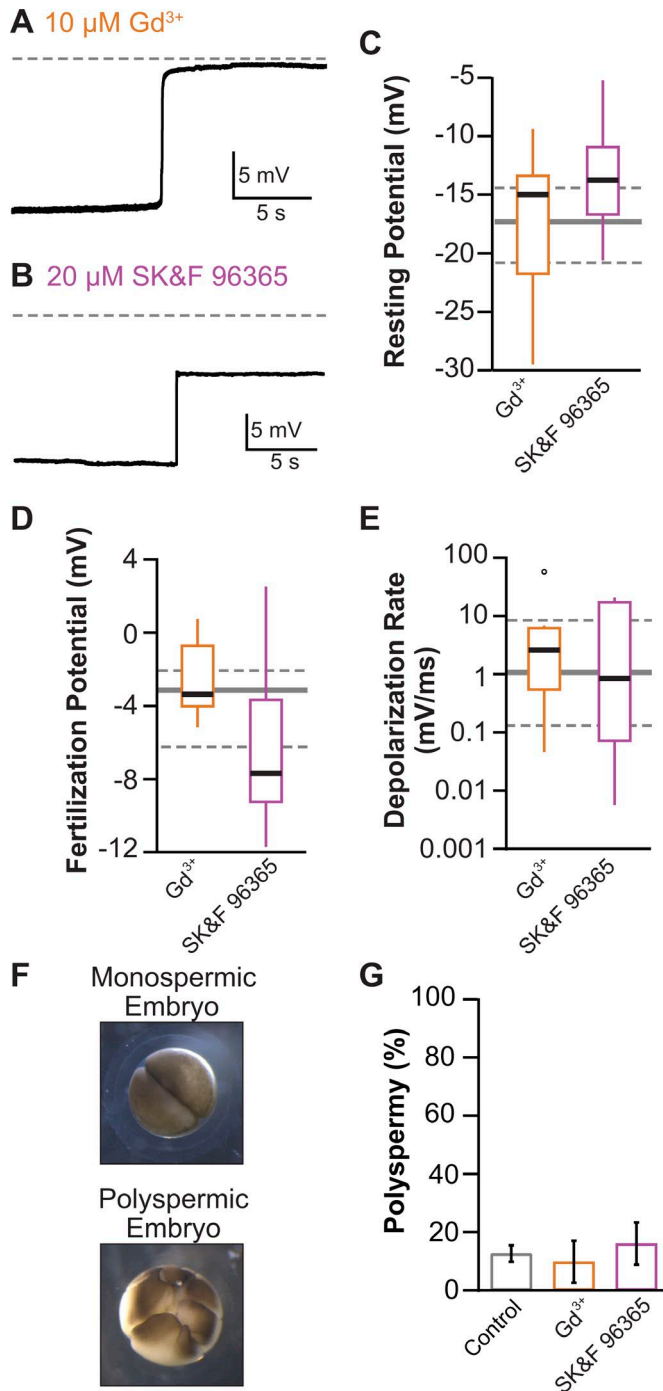 A 10 µM Gd³⁺
5 mV
5 s
B 20 µM SK&F 96365
5 mV
5 s
C
Resting Potential (mV)
-5
-10
-15
-20
-25
-30
Gd³⁺
SK&F 96365
D
Fertilization Potential (mV)
4
0
-4
-8
-12
Gd³⁺
SK&F 96365
E
Depolarization Rate
(mV/ms)
100
10
1
0.1
0.01
0.001
Gd³⁺
SK&F 96365
F
Monospermic
Embryo
Polyspermic
Embryo
G
Polyspermy (%)
100
80
60
40
20
0
Control
Gd³⁺
SK&F 96365